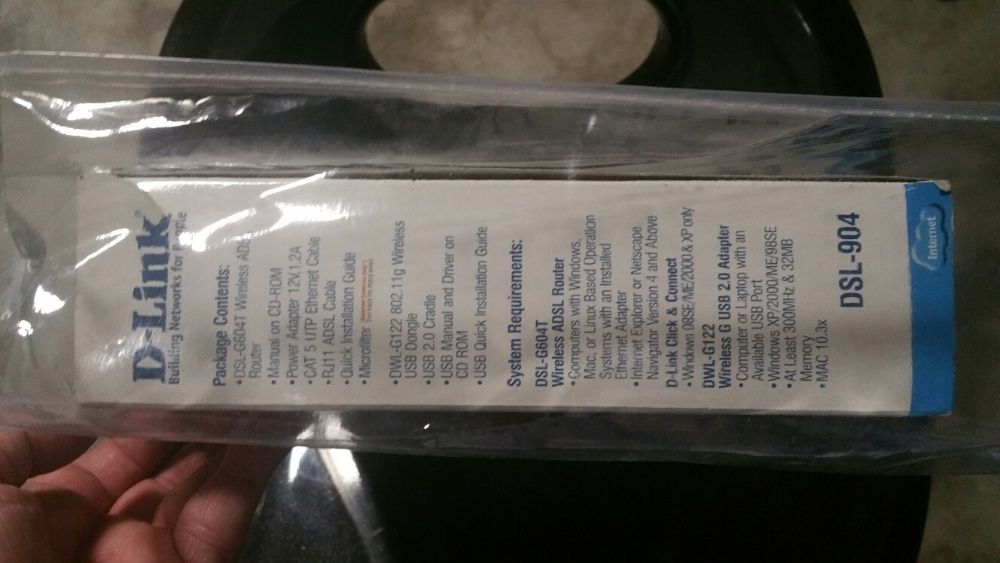 D-Link®
Building Networks for People
Package Contents:
• DSL-G604T Wireless ADSL
Router
• Manual on CD-ROM
• Power Adapter 12V,1.2A
• CAT 5 UTP Ethernet Cable
• RJ11 ADSL Cable
• Quick Installation Guide
• Microfilter
• DWL-G122 802.11g Wireless
USB Dongle
• USB 2.0 Cradle
• USB Manual and Driver on
CD ROM
• USB Quick Installation Guide
System Requirements:
DSL-G604T
Wireless ADSL Router
• Computers with Windows,
Mac, or Linux Based Operation
Systems with an Installed
Ethernet Adapter
• Internet Explorer or Netscape
Navigator Version 4 and Above
D-Link Click & Connect
• Windows 98SE/ME/2000 & XP only
DWL-G122
Wireless G USB 2.0 Adapter
• Computer or Laptop with an
Available USB Port
• Windows XP/2000/ME/98SE
• At Least 300MHz & 32MB
Memory
• MAC 10.3x
DSL-904
Internet